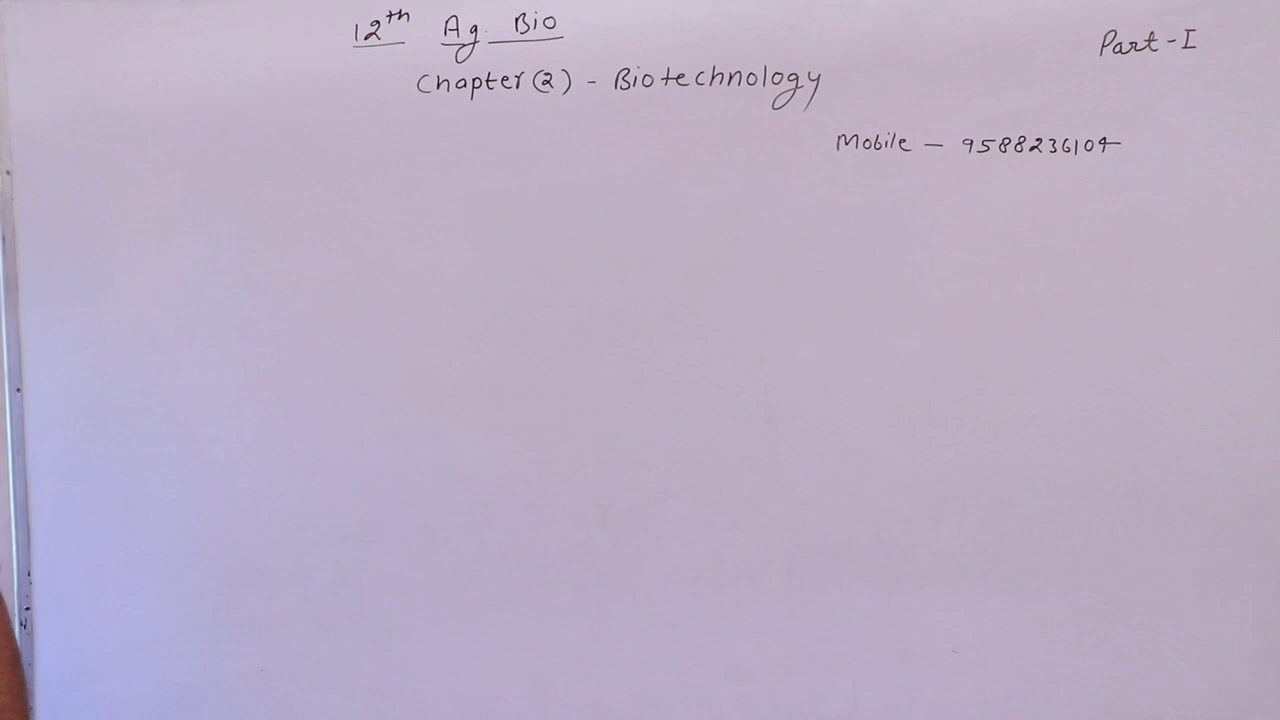 12th Ag. Bio
Part-I
Chapter (2) - Biotechnology
Mobile - 9588236104